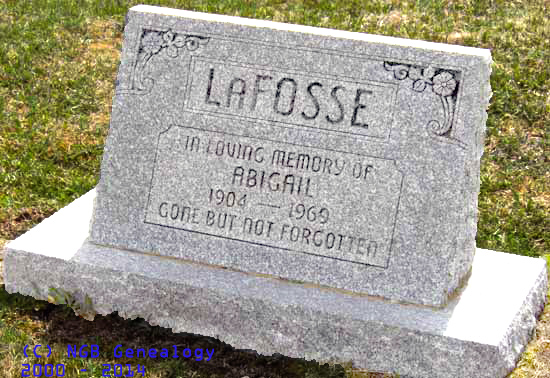 LaFOSSE
IN LOVING MEMORY OF
ABIGAIL
1904 — 1969
GONE BUT NOT FORGOTTEN
(C) NGB Genealogy
2000 - 2014